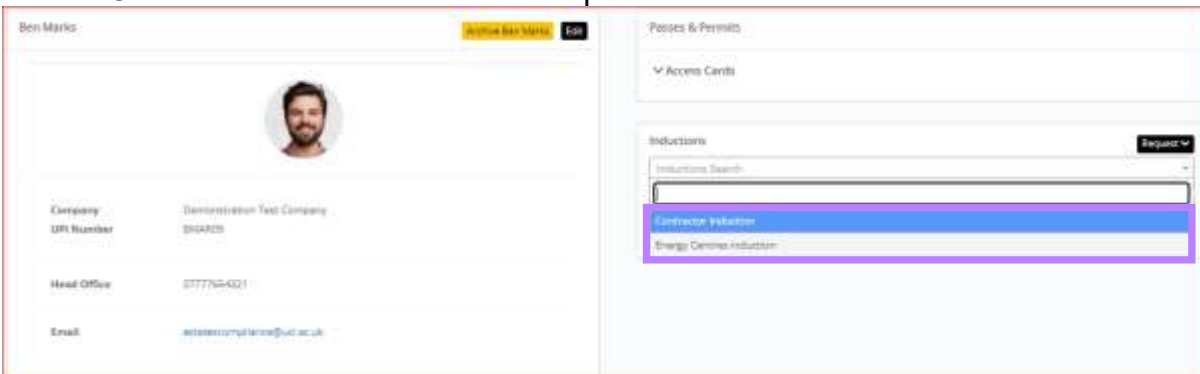 Ben Marks
Archive Ben Marks
Edit
Company Demonstration Test Company
UPI Number
Head Office
Email
Passes & Permits
Access Cards
Inductions
Request
Inductions Search
Contractor Induction
Energy Centres Induction